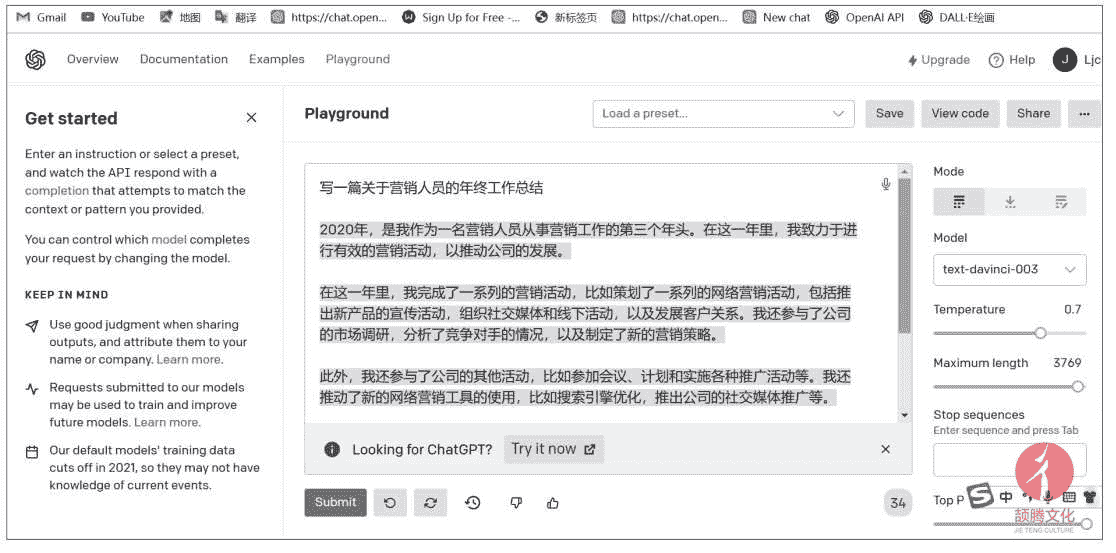 Gmail YouTube 地图 翻译 https://chat.open... Sign Up for Free -... 新标签页 https://chat.open... New chat OpenAI API DALL·E绘画
Overview Documentation Examples Playground Upgrade Help J Ljc
Get started
Enter an instruction or select a preset,
and watch the API respond with a
completion that attempts to match the
context or pattern you provided.
You can control which model completes
your request by changing the model.
KEEP IN MIND
Use good judgment when sharing
outputs, and attribute them to your
name or company. Learn more.
Requests submitted to our models
may be used to train and improve
future models. Learn more.
Our default models' training data
cuts off in 2021, so they may not have
knowledge of current events.
Playground
Load a preset...
Save
View code
Share
...
写一篇关于营销人员的年终工作总结
2020年，是我作为一名营销人员从事营销工作的第三个年头。在这一年里，我致力于进
行有效的营销活动，以推动公司的发展。
在这一年里，我完成了一系列的营销活动，比如策划了一系列的网络营销活动，包括推
出新产品的宣传活动，组织社交媒体和线下活动，以及发展客户关系。我还参与了公司
的市场调研，分析了竞争对手的情况，以及制定了新的营销策略。
此外，我还参与了公司的其他活动，比如参加会议、计划和实施各种推广活动等。我还
推动了新的网络营销工具的使用，比如搜索引擎优化，推出公司的社交媒体推广等。
Looking for ChatGPT? Try it now
Submit
34
Mode
Model
text-davinci-003
Temperature 0.7
Maximum length 3769
Stop sequences
Enter sequence and press Tab
Top P
中
颉腾文化
JIE TENG CULTURE